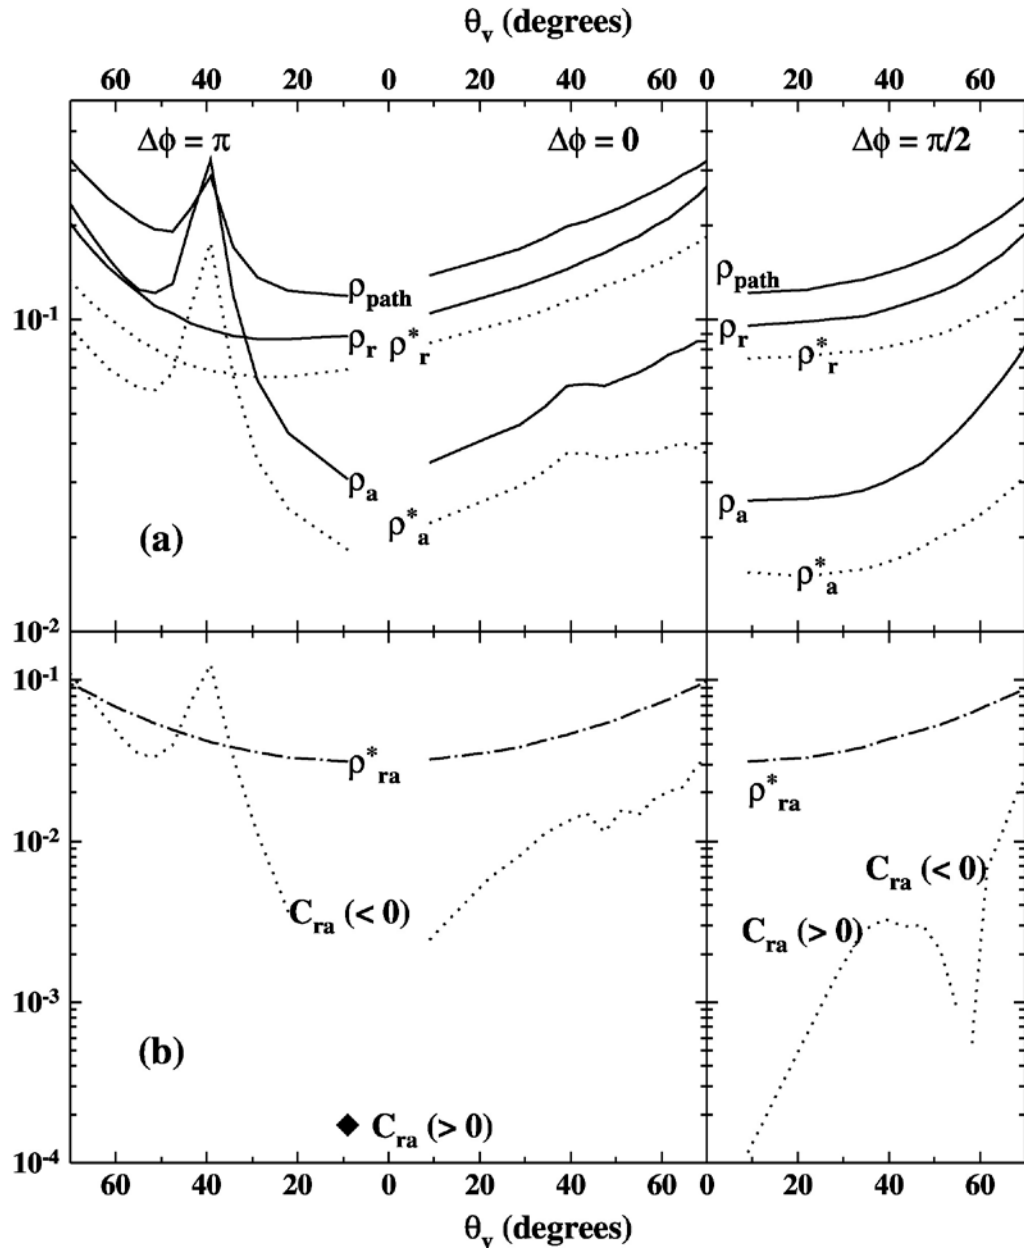 θv (degrees)
60 40 20 0 20 40 60 0 20 40 60
Δϕ = π Δϕ = 0 Δϕ = π/2
ρpath ρpath
10-1 ρr ρ*r ρr ρ*r
ρa ρ*a ρa ρ*a
(a)
10-2
10-1
ρ*ra ρ*ra
10-2
Cra (< 0) Cra (< 0)
Cra (> 0)
10-3
(b)
Cra (> 0)
10-4
60 40 20 0 20 40 60 0 20 40 60
θv (degrees)